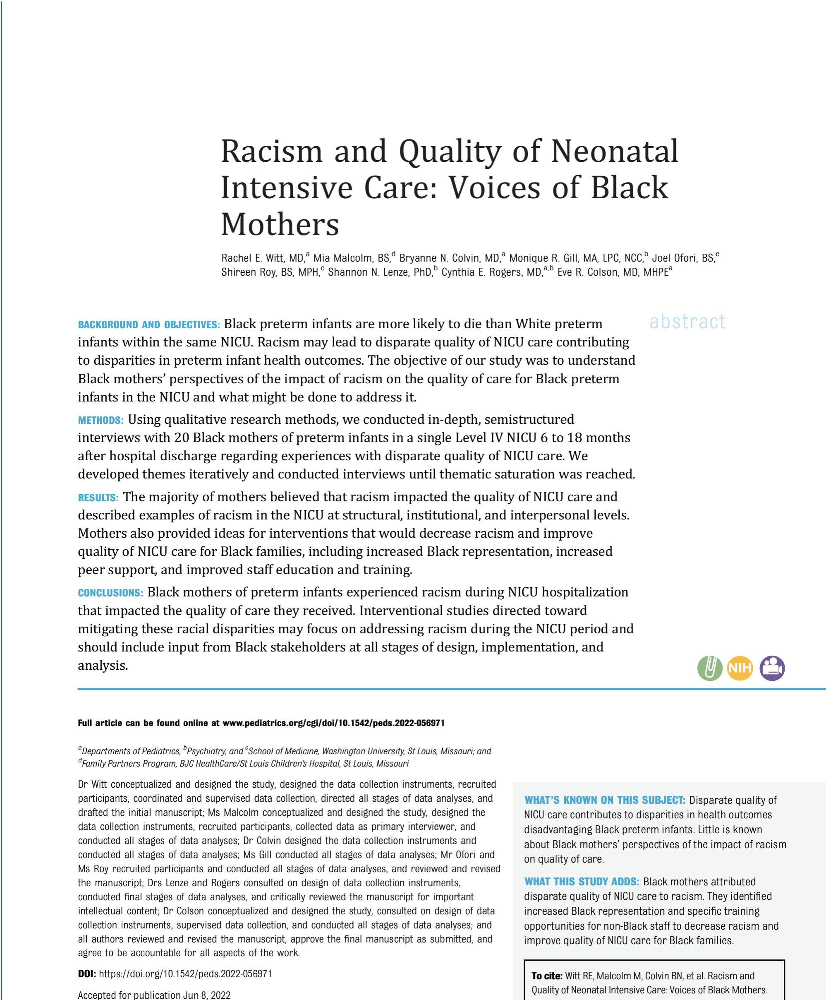 Racism and Quality of Neonatal
Intensive Care: Voices of Black
Mothers
Rachel E. Witt, MD,a Mia Malcolm, BS,d Bryanne N. Colvin, MD,a Monique R. Gill, MA, LPC, NCC,b Joel Ofori, BS,c
Shireen Roy, BS, MPH,c Shannon N. Lenze, PhD,b Cynthia E. Rogers, MD,a,b Eve R. Colson, MD, MHPEa
abstract
BACKGROUND AND OBJECTIVES: Black preterm infants are more likely to die than White preterm
infants within the same NICU. Racism may lead to disparate quality of NICU care contributing
to disparities in preterm infant health outcomes. The objective of our study was to understand
Black mothers’ perspectives of the impact of racism on the quality of care for Black preterm
infants in the NICU and what might be done to address it.
METHODS: Using qualitative research methods, we conducted in-depth, semistructured
interviews with 20 Black mothers of preterm infants in a single Level IV NICU 6 to 18 months
after hospital discharge regarding experiences with disparate quality of NICU care. We
developed themes iteratively and conducted interviews until thematic saturation was reached.
RESULTS: The majority of mothers believed that racism impacted the quality of NICU care and
described examples of racism in the NICU at structural, institutional, and interpersonal levels.
Mothers also provided ideas for interventions that would decrease racism and improve
quality of NICU care for Black families, including increased Black representation, increased
peer support, and improved staff education and training.
CONCLUSIONS: Black mothers of preterm infants experienced racism during NICU hospitalization
that impacted the quality of care they received. Interventional studies directed toward
mitigating these racial disparities may focus on addressing racism during the NICU period and
should include input from Black stakeholders at all stages of design, implementation, and
analysis.
NIH
Full article can be found online at www.pediatrics.org/cgi/doi/10.1542/peds.2022-056971
aDepartments of Pediatrics, bPsychiatry, and cSchool of Medicine, Washington University, St Louis, Missouri; and
dFamily Partners Program, BJC HealthCare/St Louis Children’s Hospital, St Louis, Missouri
Dr Witt conceptualized and designed the study, designed the data collection instruments, recruited
participants, coordinated and supervised data collection, directed all stages of data analyses, and
drafted the initial manuscript; Ms Malcolm conceptualized and designed the study, designed the
data collection instruments, recruited participants, collected data as primary interviewer, and
conducted all stages of data analyses; Dr Colvin designed the data collection instruments and
conducted all stages of data analyses; Ms Gill conducted all stages of data analyses; Mr Ofori and
Ms Roy recruited participants and conducted all stages of data analyses, and reviewed and revised
the manuscript; Drs Lenze and Rogers consulted on design of data collection instruments,
conducted final stages of data analyses, and critically reviewed the manuscript for important
intellectual content; Dr Colson conceptualized and designed the study, consulted on design of data
collection instruments, supervised data collection, and conducted all stages of data analyses; and
all authors reviewed and revised the manuscript, approve the final manuscript as submitted, and
agree to be accountable for all aspects of the work.
DOI: https://doi.org/10.1542/peds.2022-056971
Accepted for publication Jun 8, 2022
WHAT’S KNOWN ON THIS SUBJECT: Disparate quality of
NICU care contributes to disparities in health outcomes
disadvantaging Black preterm infants. Little is known
about Black mothers’ perspectives of the impact of racism
on quality of care.
WHAT THIS STUDY ADDS: Black mothers attributed
disparate quality of NICU care to racism. They identified
increased Black representation and specific training
opportunities for non-Black staff to decrease racism and
improve quality of NICU care for Black families.
To cite: Witt RE, Malcolm M, Colvin BN, et al. Racism and
Quality of Neonatal Intensive Care: Voices of Black Mothers.